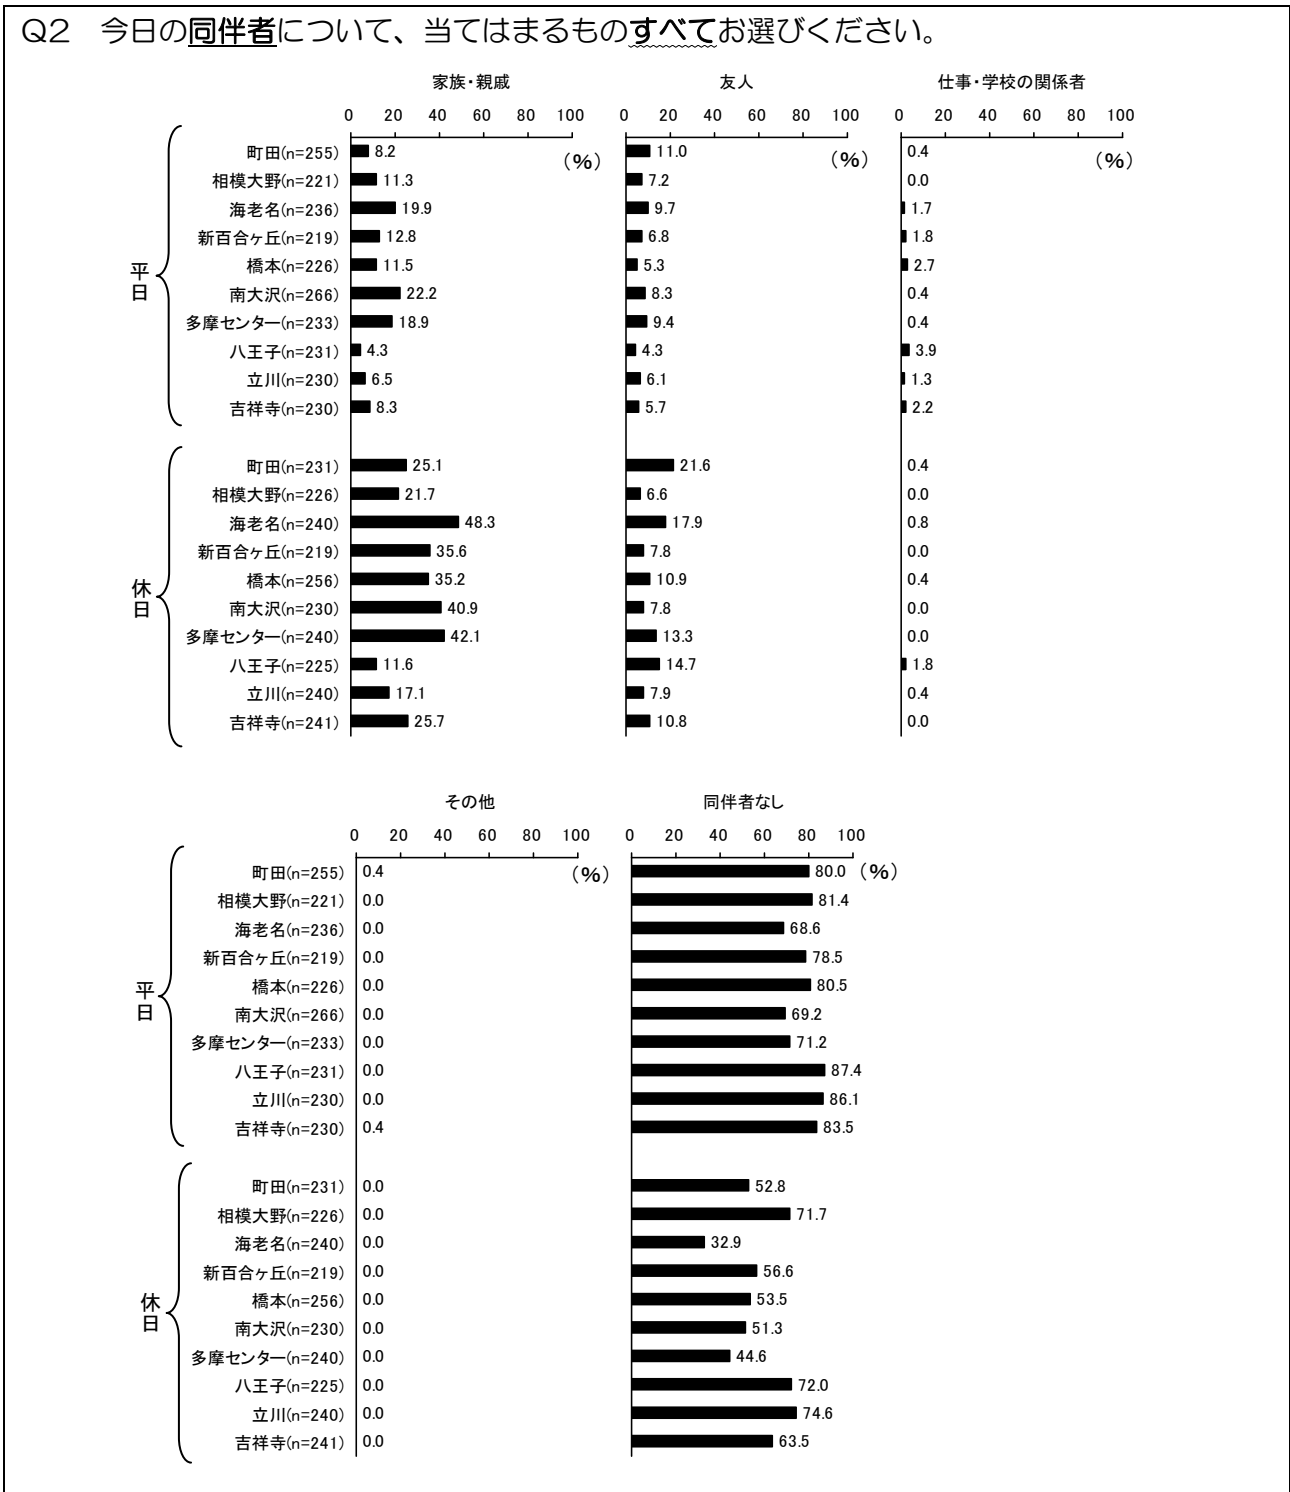 Q2　今日の同伴者について、当てはまるものすべてお選びください。
家族・親戚 友人 仕事・学校の関係者
0 20 40 60 80 100 0 20 40 60 80 100 0 20 40 60 80 100
(%) (%) (%)
平日
町田(n=255) 8.2 11.0 0.4
相模大野(n=221) 11.3 7.2 0.0
海老名(n=236) 19.9 9.7 1.7
新百合ヶ丘(n=219) 12.8 6.8 1.8
橋本(n=226) 11.5 5.3 2.7
南大沢(n=266) 22.2 8.3 0.4
多摩センター(n=233) 18.9 9.4 0.4
八王子(n=231) 4.3 4.3 3.9
立川(n=230) 6.5 6.1 1.3
吉祥寺(n=230) 8.3 5.7 2.2
休日
町田(n=231) 25.1 21.6 0.4
相模大野(n=226) 21.7 6.6 0.0
海老名(n=240) 48.3 17.9 0.8
新百合ヶ丘(n=219) 35.6 7.8 0.0
橋本(n=256) 35.2 10.9 0.4
南大沢(n=230) 40.9 7.8 0.0
多摩センター(n=240) 42.1 13.3 0.0
八王子(n=225) 11.6 14.7 1.8
立川(n=240) 17.1 7.9 0.4
吉祥寺(n=241) 25.7 10.8 0.0
その他 同伴者なし
0 20 40 60 80 100 0 20 40 60 80 100
(%) (%)
平日
町田(n=255) 0.4 80.0
相模大野(n=221) 0.0 81.4
海老名(n=236) 0.0 68.6
新百合ヶ丘(n=219) 0.0 78.5
橋本(n=226) 0.0 80.5
南大沢(n=266) 0.0 69.2
多摩センター(n=233) 0.0 71.2
八王子(n=231) 0.0 87.4
立川(n=230) 0.0 86.1
吉祥寺(n=230) 0.4 83.5
休日
町田(n=231) 0.0 52.8
相模大野(n=226) 0.0 71.7
海老名(n=240) 0.0 32.9
新百合ヶ丘(n=219) 0.0 56.6
橋本(n=256) 0.0 53.5
南大沢(n=230) 0.0 51.3
多摩センター(n=240) 0.0 44.6
八王子(n=225) 0.0 72.0
立川(n=240) 0.0 74.6
吉祥寺(n=241) 0.0 63.5